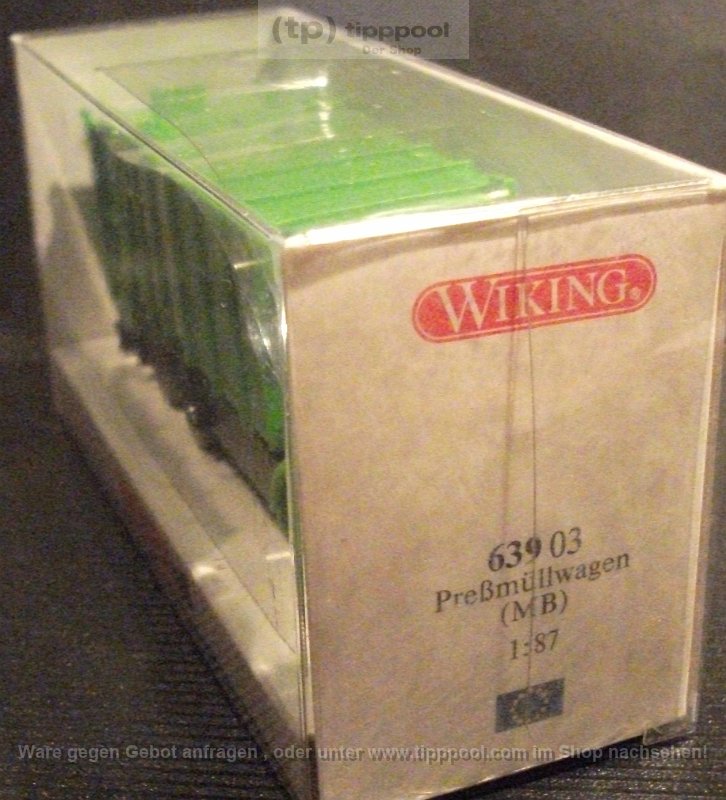 (tp) tipppool
Der Shop
WIKING®
639 03
Preßmüllwagen
(MB)
1:87
Ware gegen Gebot anfragen , oder unter www.tipppool.com im Shop nachsehen!